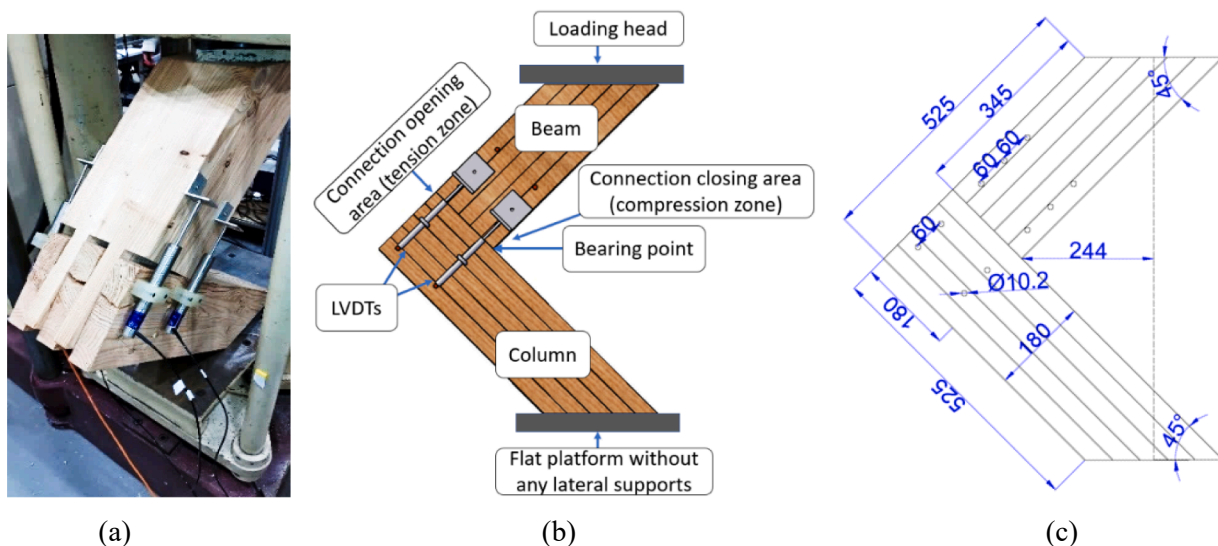 Loading head
Connection opening
area (tension zone)
Beam
Connection closing area
(compression zone)
Bearing point
LVDTs
Column
Flat platform without
any lateral supports
525
345
45°
60
60
60
244
Ø10.2
180
180
525
45°
(a)
(b)
(c)